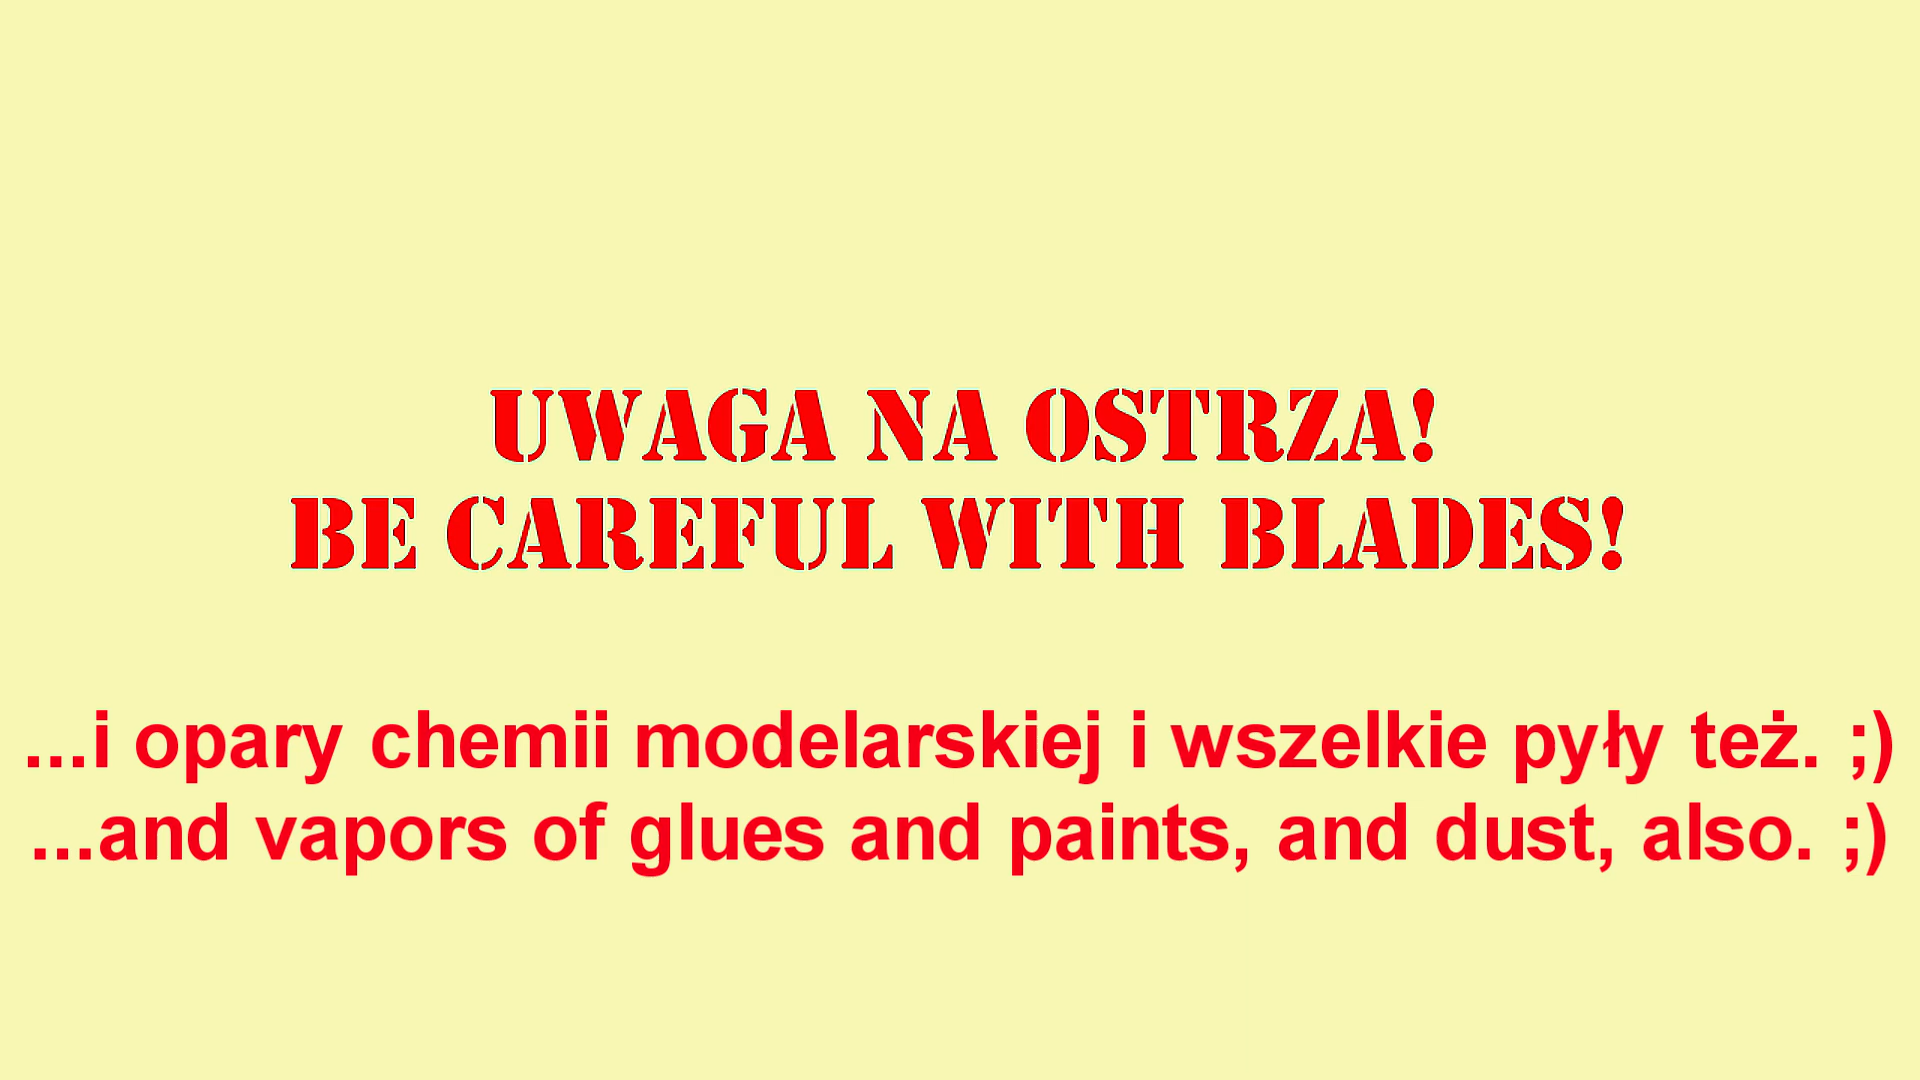 UWAGA NA OSTRZA!
BE CAREFUL WITH BLADES!
...i opary chemii modelarskiej i wszelkie pyły też. ;)
...and vapors of glues and paints, and dust, also. ;)